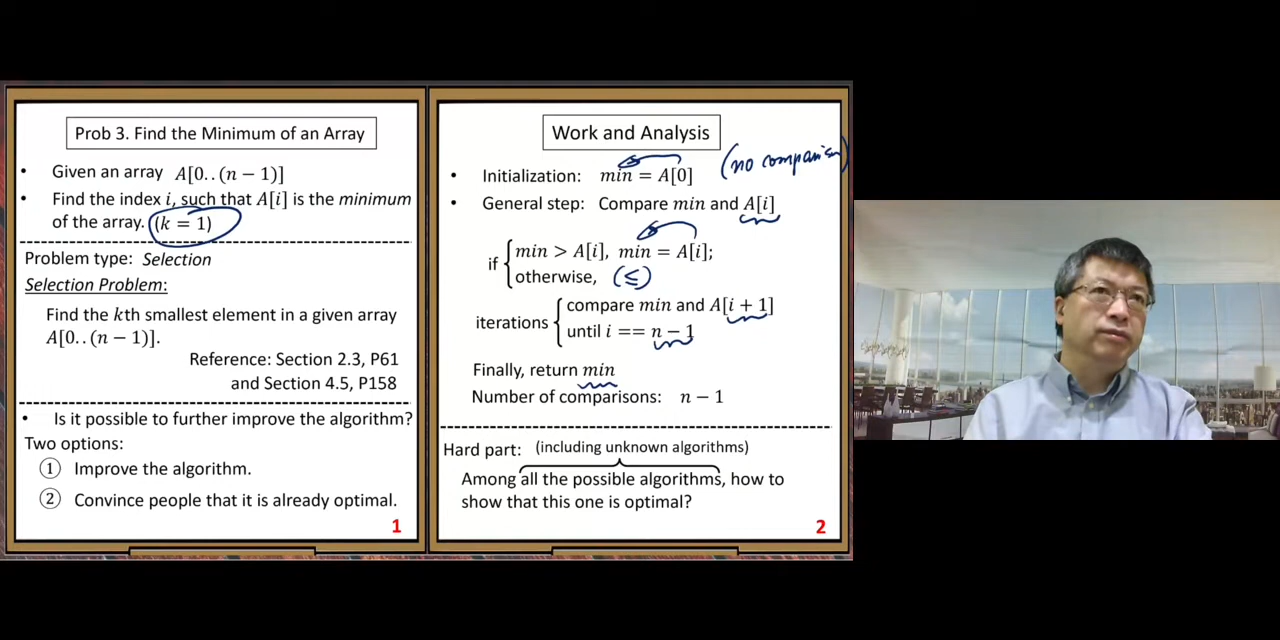 Prob 3. Find the Minimum of an Array
• Given an array A[0..(n − 1)]
• Find the index i, such that A[i] is the minimum
of the array. (k = 1)
Problem type: Selection
Selection Problem:
Find the kth smallest element in a given array
A[0..(n − 1)].
Reference: Section 2.3, P61
and Section 4.5, P158
• Is it possible to further improve the algorithm?
Two options:
① Improve the algorithm.
② Convince people that it is already optimal.
1
Work and Analysis
(no comparison)
• Initialization: min = A[0]
• General step: Compare min and A[i]
if { min > A[i], min = A[i];
otherwise, (≤)
iterations { compare min and A[i + 1]
until i == n − 1
Finally, return min
Number of comparisons: n − 1
Hard part: (including unknown algorithms)
Among all the possible algorithms, how to
show that this one is optimal?
2